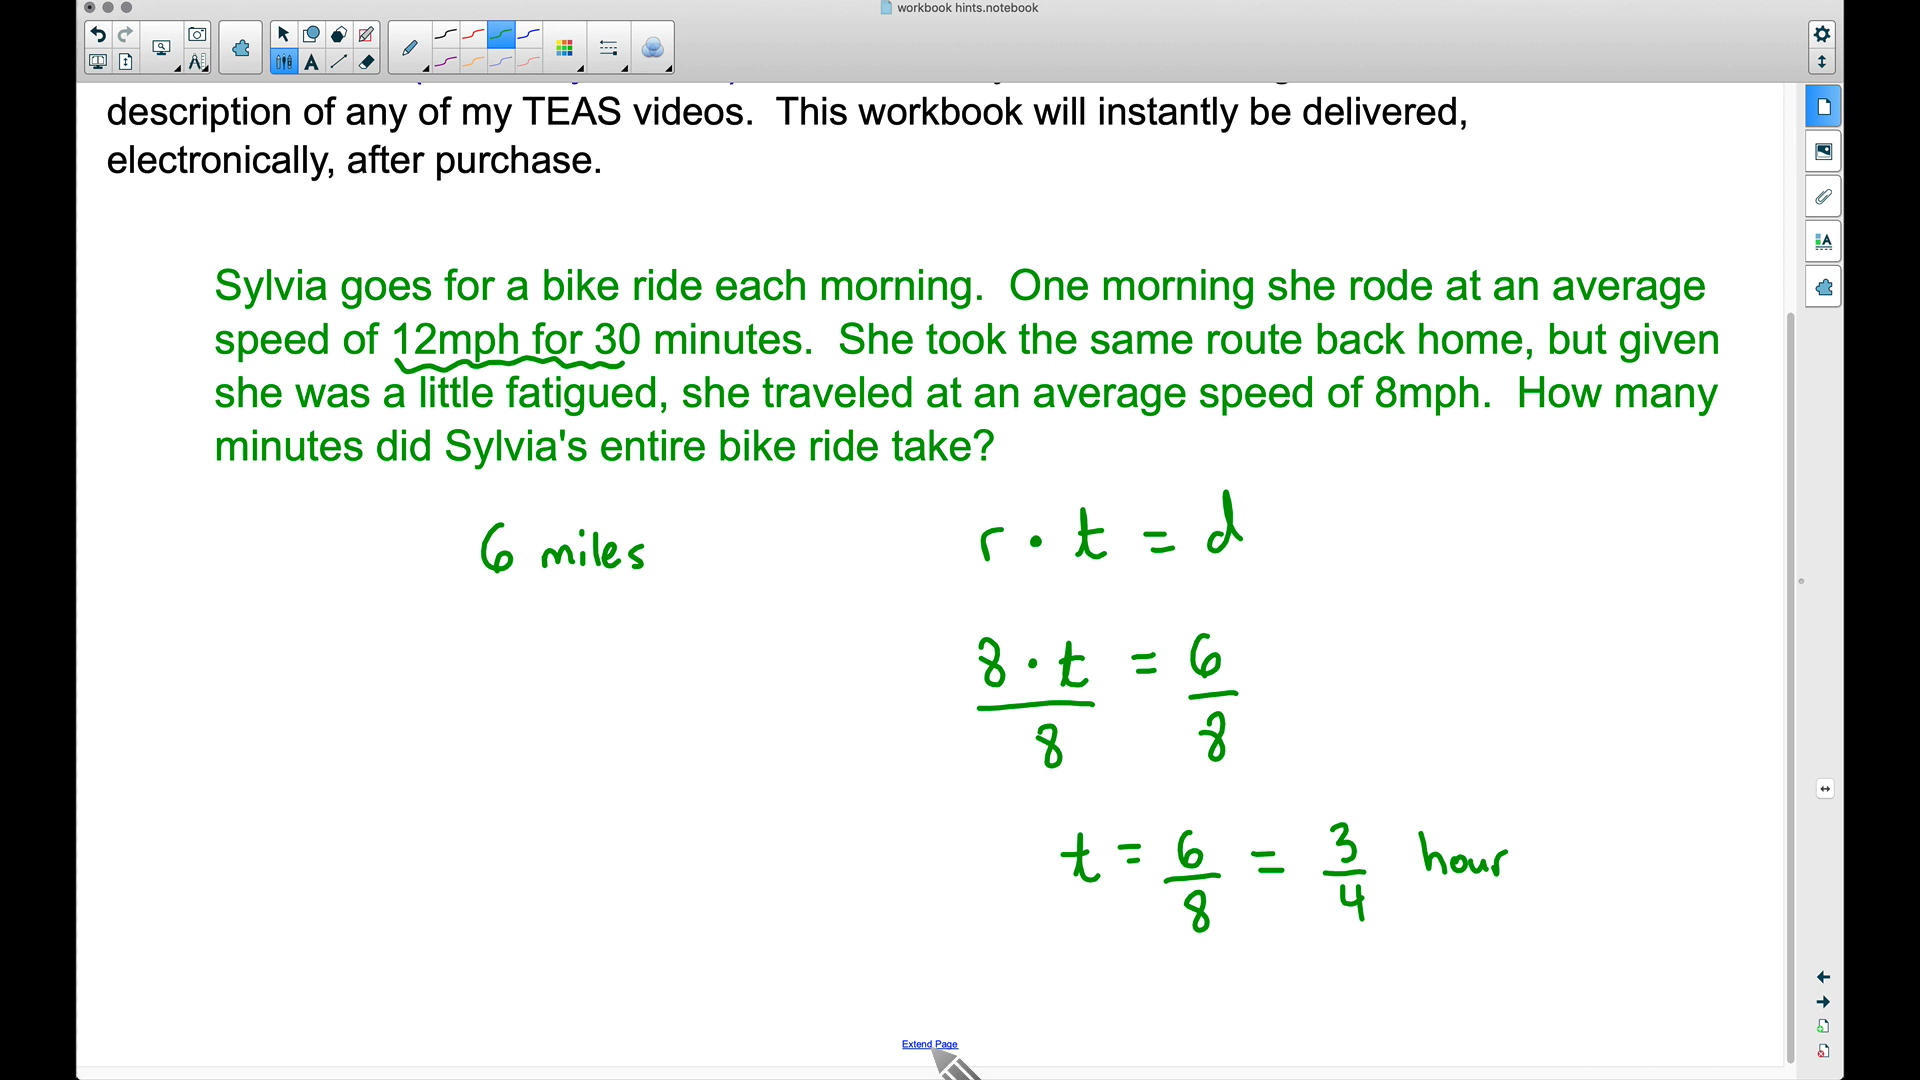 workbook hints.notebook
description of any of my TEAS videos. This workbook will instantly be delivered,
electronically, after purchase.
Sylvia goes for a bike ride each morning. One morning she rode at an average
speed of 12mph for 30 minutes. She took the same route back home, but given
she was a little fatigued, she traveled at an average speed of 8mph. How many
minutes did Sylvia's entire bike ride take?
6 miles
r · t = d
8 · t = 6
8 8
t = 6 = 3 hour
8 4
Extend Page